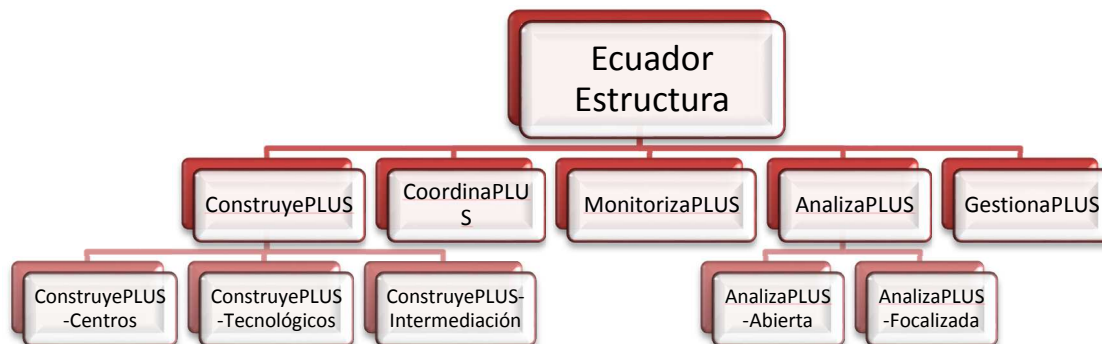 Ecuador
Estructura
ConstruyePLUS
CoordinaPLU
S
MonitorizaPLUS
AnalizaPLUS
GestionaPLUS
ConstruyePLUS
-Centros
ConstruyePLUS
-Tecnológicos
ConstruyePLUS-
Intermediación
AnalizaPLUS
-Abierta
AnalizaPLUS
-Focalizada